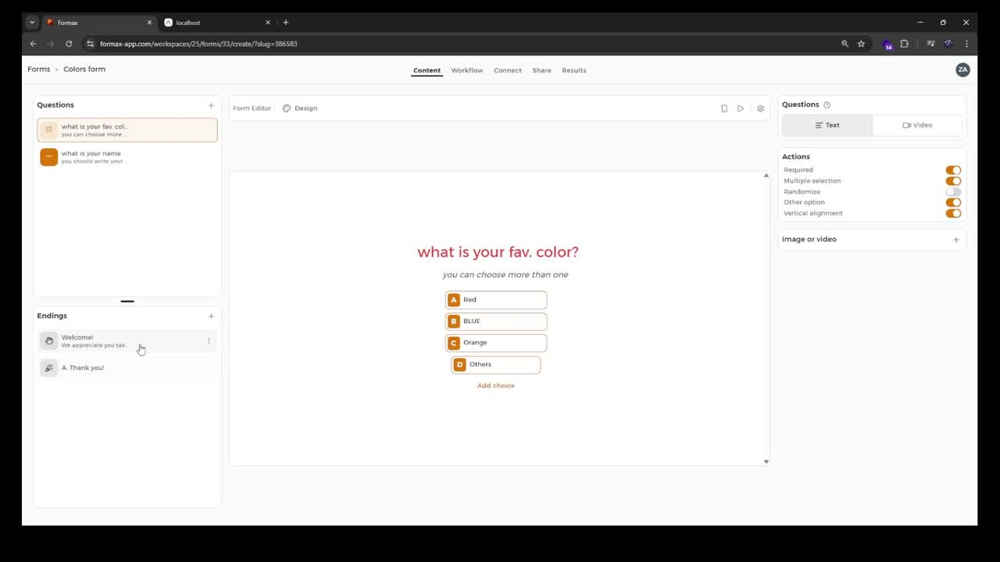 Formax
localhost
formax-app.com/workspaces/25/forms/33/create/?slug=386583
14
Forms > Colors form
Content
Workflow
Connect
Share
Results
ZA
Questions
what is your fav. col...
you can choose more ...
what is your name
you should write your ...
Form Editor
Design
Questions
Text
Video
Actions
Required
Multiple selection
Randomize
Other option
Vertical alignment
Image or video
what is your fav. color?
you can choose more than one
A Red
B BLUE
C Orange
D Others
Add choice
Endings
Welcome!
We appreciate you tak...
A. Thank you!